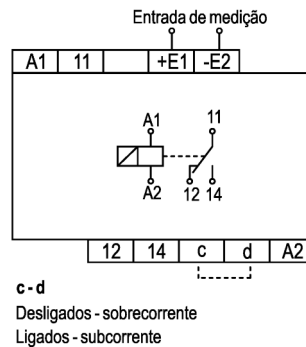 Entrada de medição
A1 11 +E1 -E2
A1 11
A2 12 14
12 14 c d A2
c-d
Desligados - sobrecorrente
Ligados - subcorrente